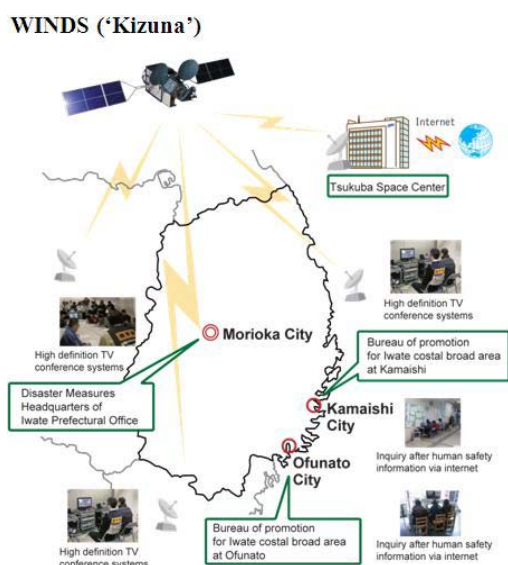 WINDS (‘Kizuna’)
Internet
Tsukuba Space Center
High definition TV
conference systems
Morioka City
High definition TV
conference systems
Bureau of promotion
for Iwate costal broad area
at Kamaishi
Disaster Measures
Headquarters of
Iwate Prefectural Office
Kamaishi
City
Ofunato
City
Inquiry after human safety
information via internet
Bureau of promotion
for Iwate costal broad area
at Ofunato
High definition TV
conference systems
Inquiry after human safety
information via internet